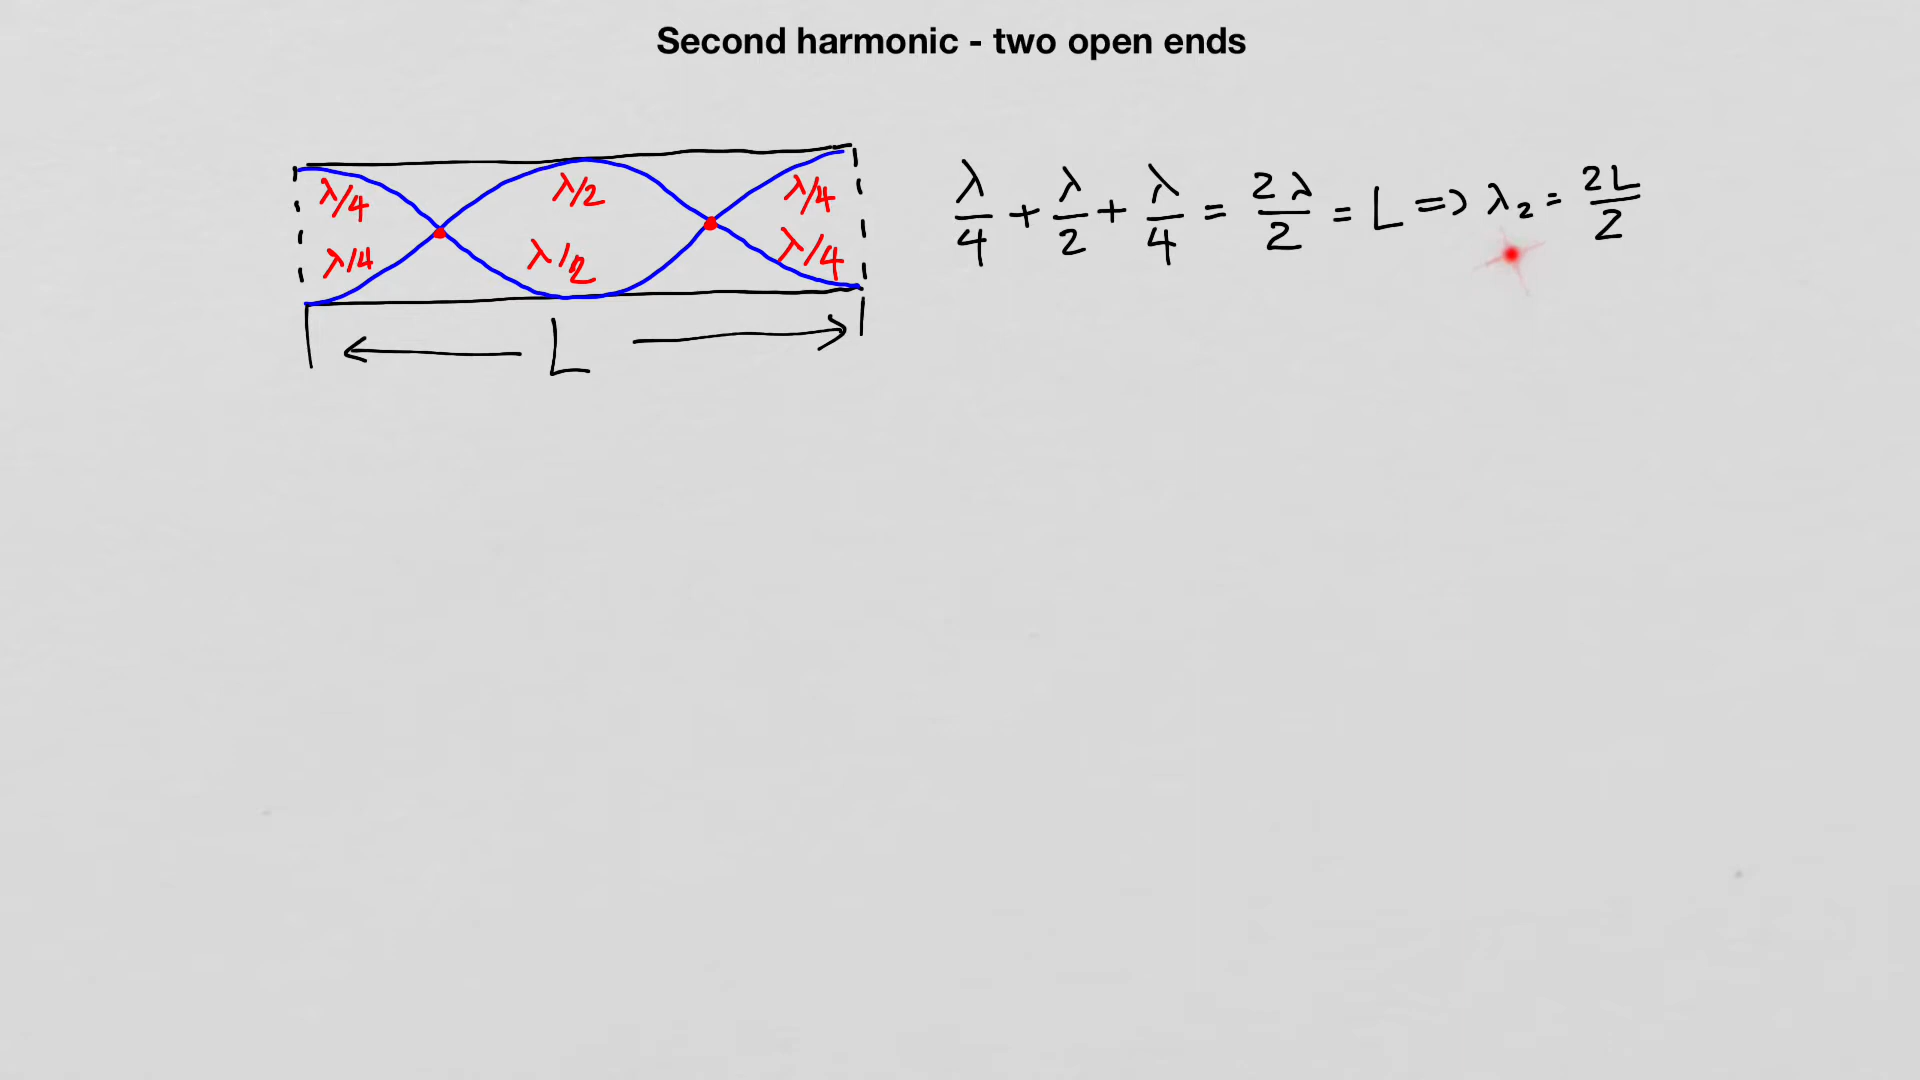 Second harmonic - two open ends
λ/4 λ/2 λ/4
λ/4 λ/2 λ/4
L
λ/4 + λ/2 + λ/4 = 2λ/2 = L => λ₂ = 2L/2